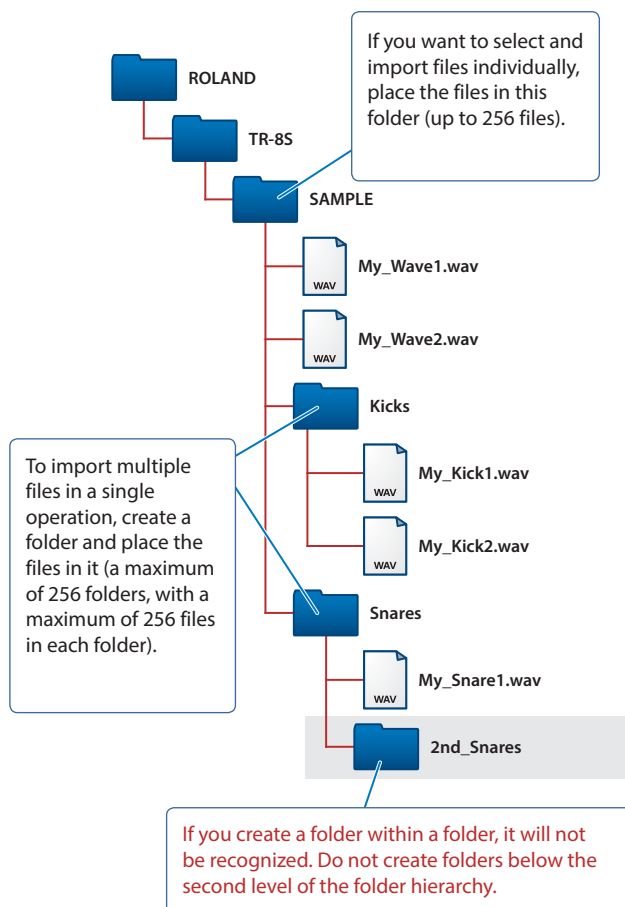 If you want to select and
import files individually,
place the files in this
folder (up to 256 files).
ROLAND
TR-8S
SAMPLE
WAV
My_Wave1.wav
WAV
My_Wave2.wav
Kicks
To import multiple
files in a single
operation, create a
folder and place the
files in it (a maximum
of 256 folders, with a
maximum of 256 files
in each folder).
WAV
My_Kick1.wav
WAV
My_Kick2.wav
Snares
WAV
My_Snare1.wav
2nd_Snares
If you create a folder within a folder, it will not
be recognized. Do not create folders below the
second level of the folder hierarchy.